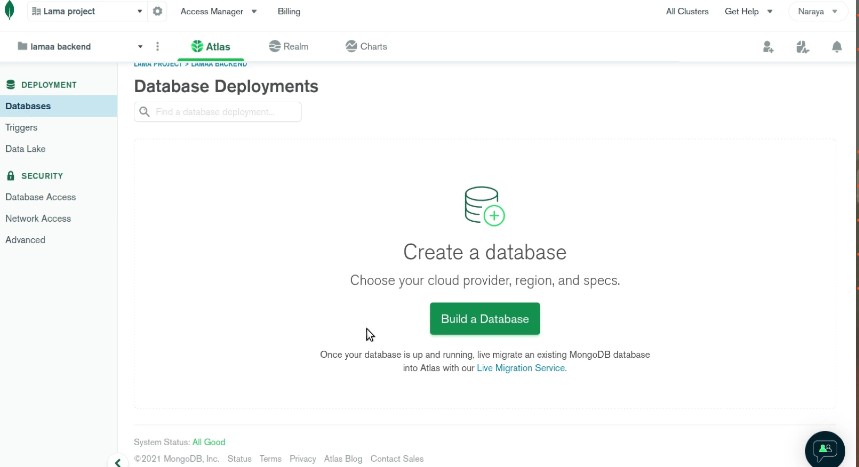 Lama project
Access Manager
Billing
All Clusters
Get Help
Naraya
lamaa backend
Atlas
Realm
Charts
LAMA PROJECT > LAMAA BACKEND
DEPLOYMENT
Databases
Triggers
Data Lake
SECURITY
Database Access
Network Access
Advanced
Database Deployments
Find a database deployment...
Create a database
Choose your cloud provider, region, and specs.
Build a Database
Once your database is up and running, live migrate an existing MongoDB database
into Atlas with our Live Migration Service.
System Status: All Good
©2021 MongoDB, Inc. Status Terms Privacy Atlas Blog Contact Sales